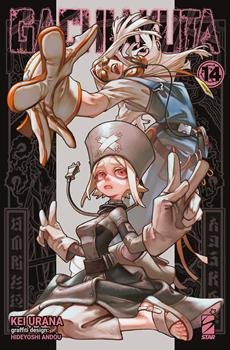 GACHIAKUTA
14
KEI URANA
graffiti design:
HIDEYOSHI ANDOU
STAR